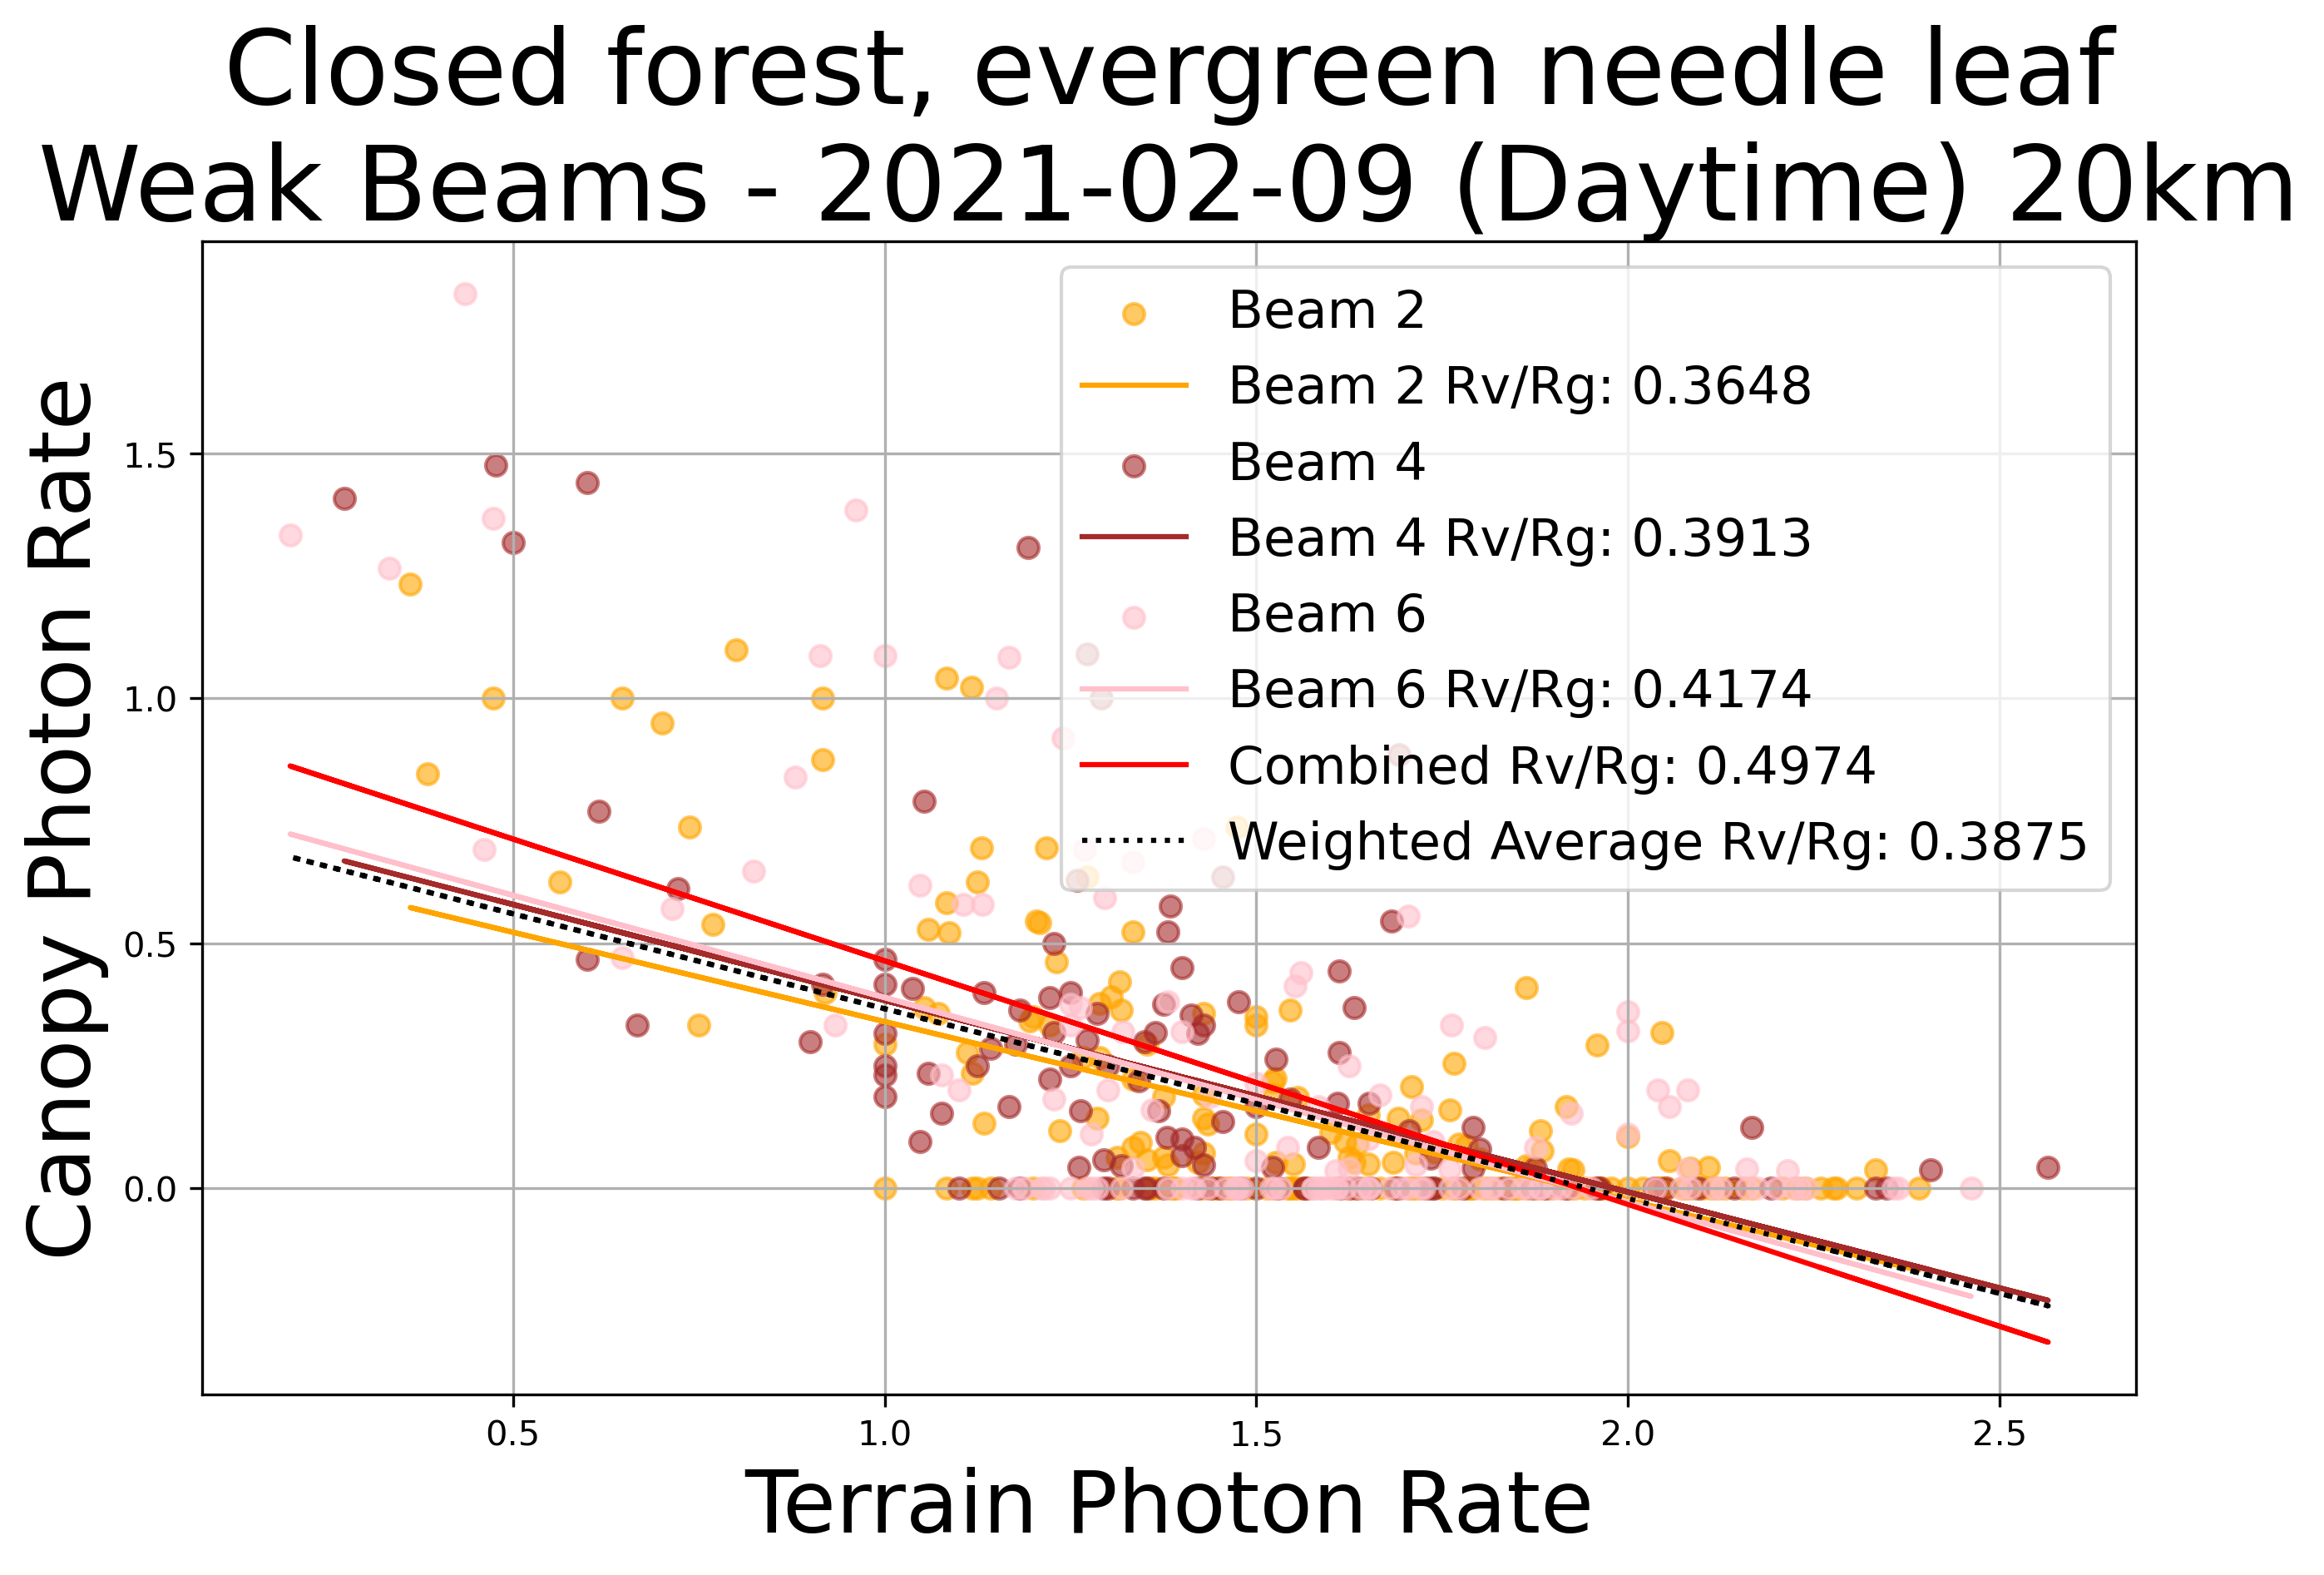 Closed forest, evergreen needle leaf
Weak Beams - 2021-02-09 (Daytime) 20km
Canopy Photon Rate
1.5
1.0
0.5
0.0
Beam 2
Beam 2 Rv/Rg: 0.3648
Beam 4
Beam 4 Rv/Rg: 0.3913
Beam 6
Beam 6 Rv/Rg: 0.4174
Combined Rv/Rg: 0.4974
Weighted Average Rv/Rg: 0.3875
0.5 1.0 1.5 2.0 2.5
Terrain Photon Rate